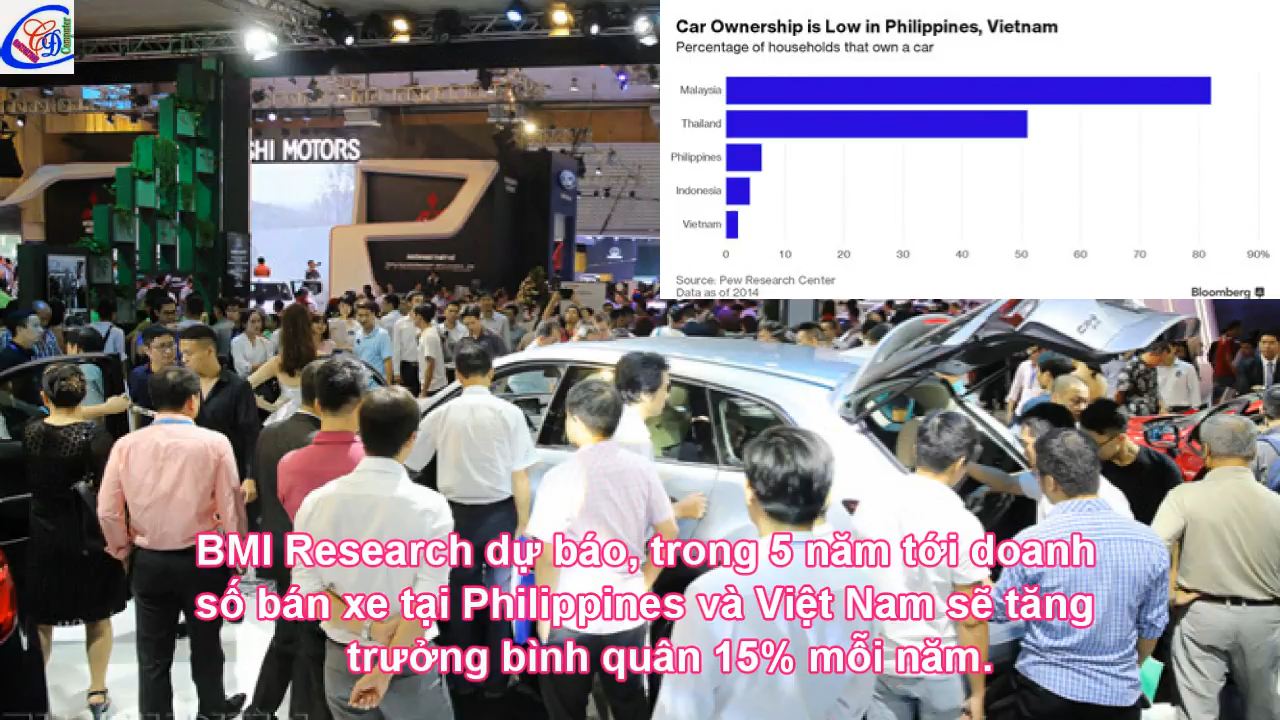 Car Ownership is Low in Philippines, Vietnam
Percentage of households that own a car
Malaysia
Thailand
Philippines
Indonesia
Vietnam
0 10 20 30 40 50 60 70 80 90%
Source: Pew Research Center
Data as of 2014
Bloomberg
Computer
SHI MOTORS
BMI Research dự báo, trong 5 năm tới doanh
số bán xe tại Philippines và Việt Nam sẽ tăng
trưởng bình quân 15% mỗi năm.